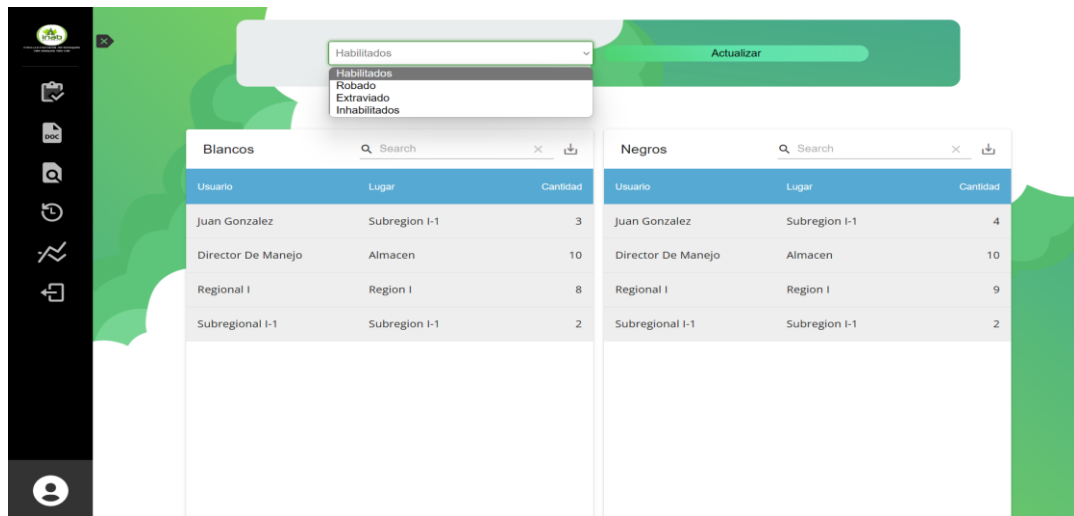 inab
Habilitados
Actualizar
Habilitados
Robado
Extraviado
Inhabilitados
DOC
Blancos Search
Usuario Lugar Cantidad
Juan Gonzalez Subregion I-1 3
Director De Manejo Almacen 10
Regional I Region I 8
Subregional I-1 Subregion I-1 2
Negros Search
Usuario Lugar Cantidad
Juan Gonzalez Subregion I-1 4
Director De Manejo Almacen 10
Regional I Region I 9
Subregional I-1 Subregion I-1 2